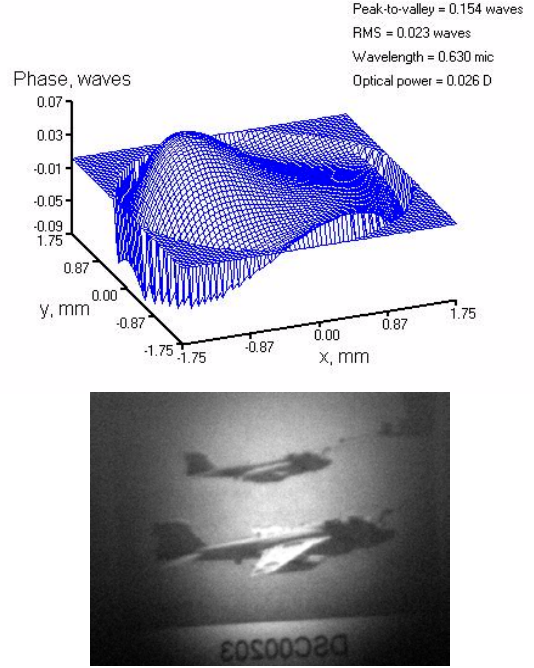 Peak-to-valley = 0.154 waves
RMS = 0.023 waves
Wavelength = 0.630 mic
Optical power = 0.026 D
Phase, waves
0.07
0.03
-0.01
-0.05
-0.09
1.75
0.87
0.00
-0.87
-1.75
y, mm
-1.75
-0.87
0.00
0.87
1.75
x, mm
DSC00203